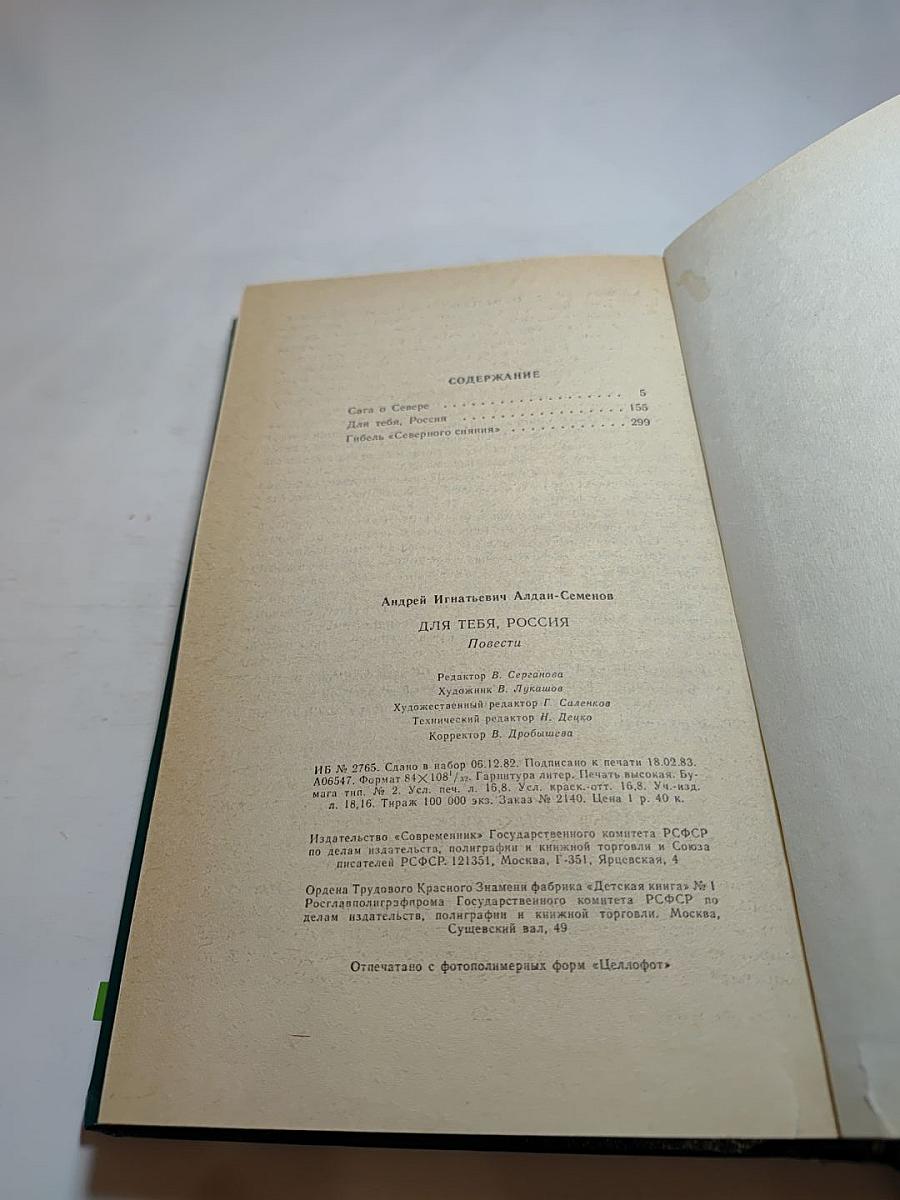 СОДЕРЖАНИЕ
Сага о Севере . . . . . . . . . . . . . . . . . 5
Для тебя, Россия . . . . . . . . . . . . . . . 155
Гибель «Северного сияния» . . . . . . . . . . . . 299
Андрей Игнатьевич Алдан-Семенов
ДЛЯ ТЕБЯ, РОССИЯ
Повести
Редактор В. Серганова
Художник В. Лукашов
Художественный редактор Г. Саленков
Технический редактор Н. Децко
Корректор В. Дробышева
ИБ № 2765. Сдано в набор 06.12.82. Подписано к печати 18.02.83.
А06547. Формат 84×108¹/₃₂. Гарнитура литер. Печать высокая. Бу-
мага тип. № 2. Усл. печ. л. 16,8. Усл. краск.-отт. 16,8. Уч.-изд.
л. 18,16. Тираж 100 000 экз. Заказ № 2140. Цена 1 р. 40 к.
Издательство «Современник» Государственного комитета РСФСР
по делам издательств, полиграфии и книжной торговли и Союза
писателей РСФСР. 121351, Москва, Г-351, Ярцевская, 4
Ордена Трудового Красного Знамени фабрика «Детская книга» № 1
Росглавполиграфпрома Государственного комитета РСФСР по
делам издательств, полиграфии и книжной торговли. Москва,
Сущевский вал, 49
Отпечатано с фотополимерных форм «Целлофот»